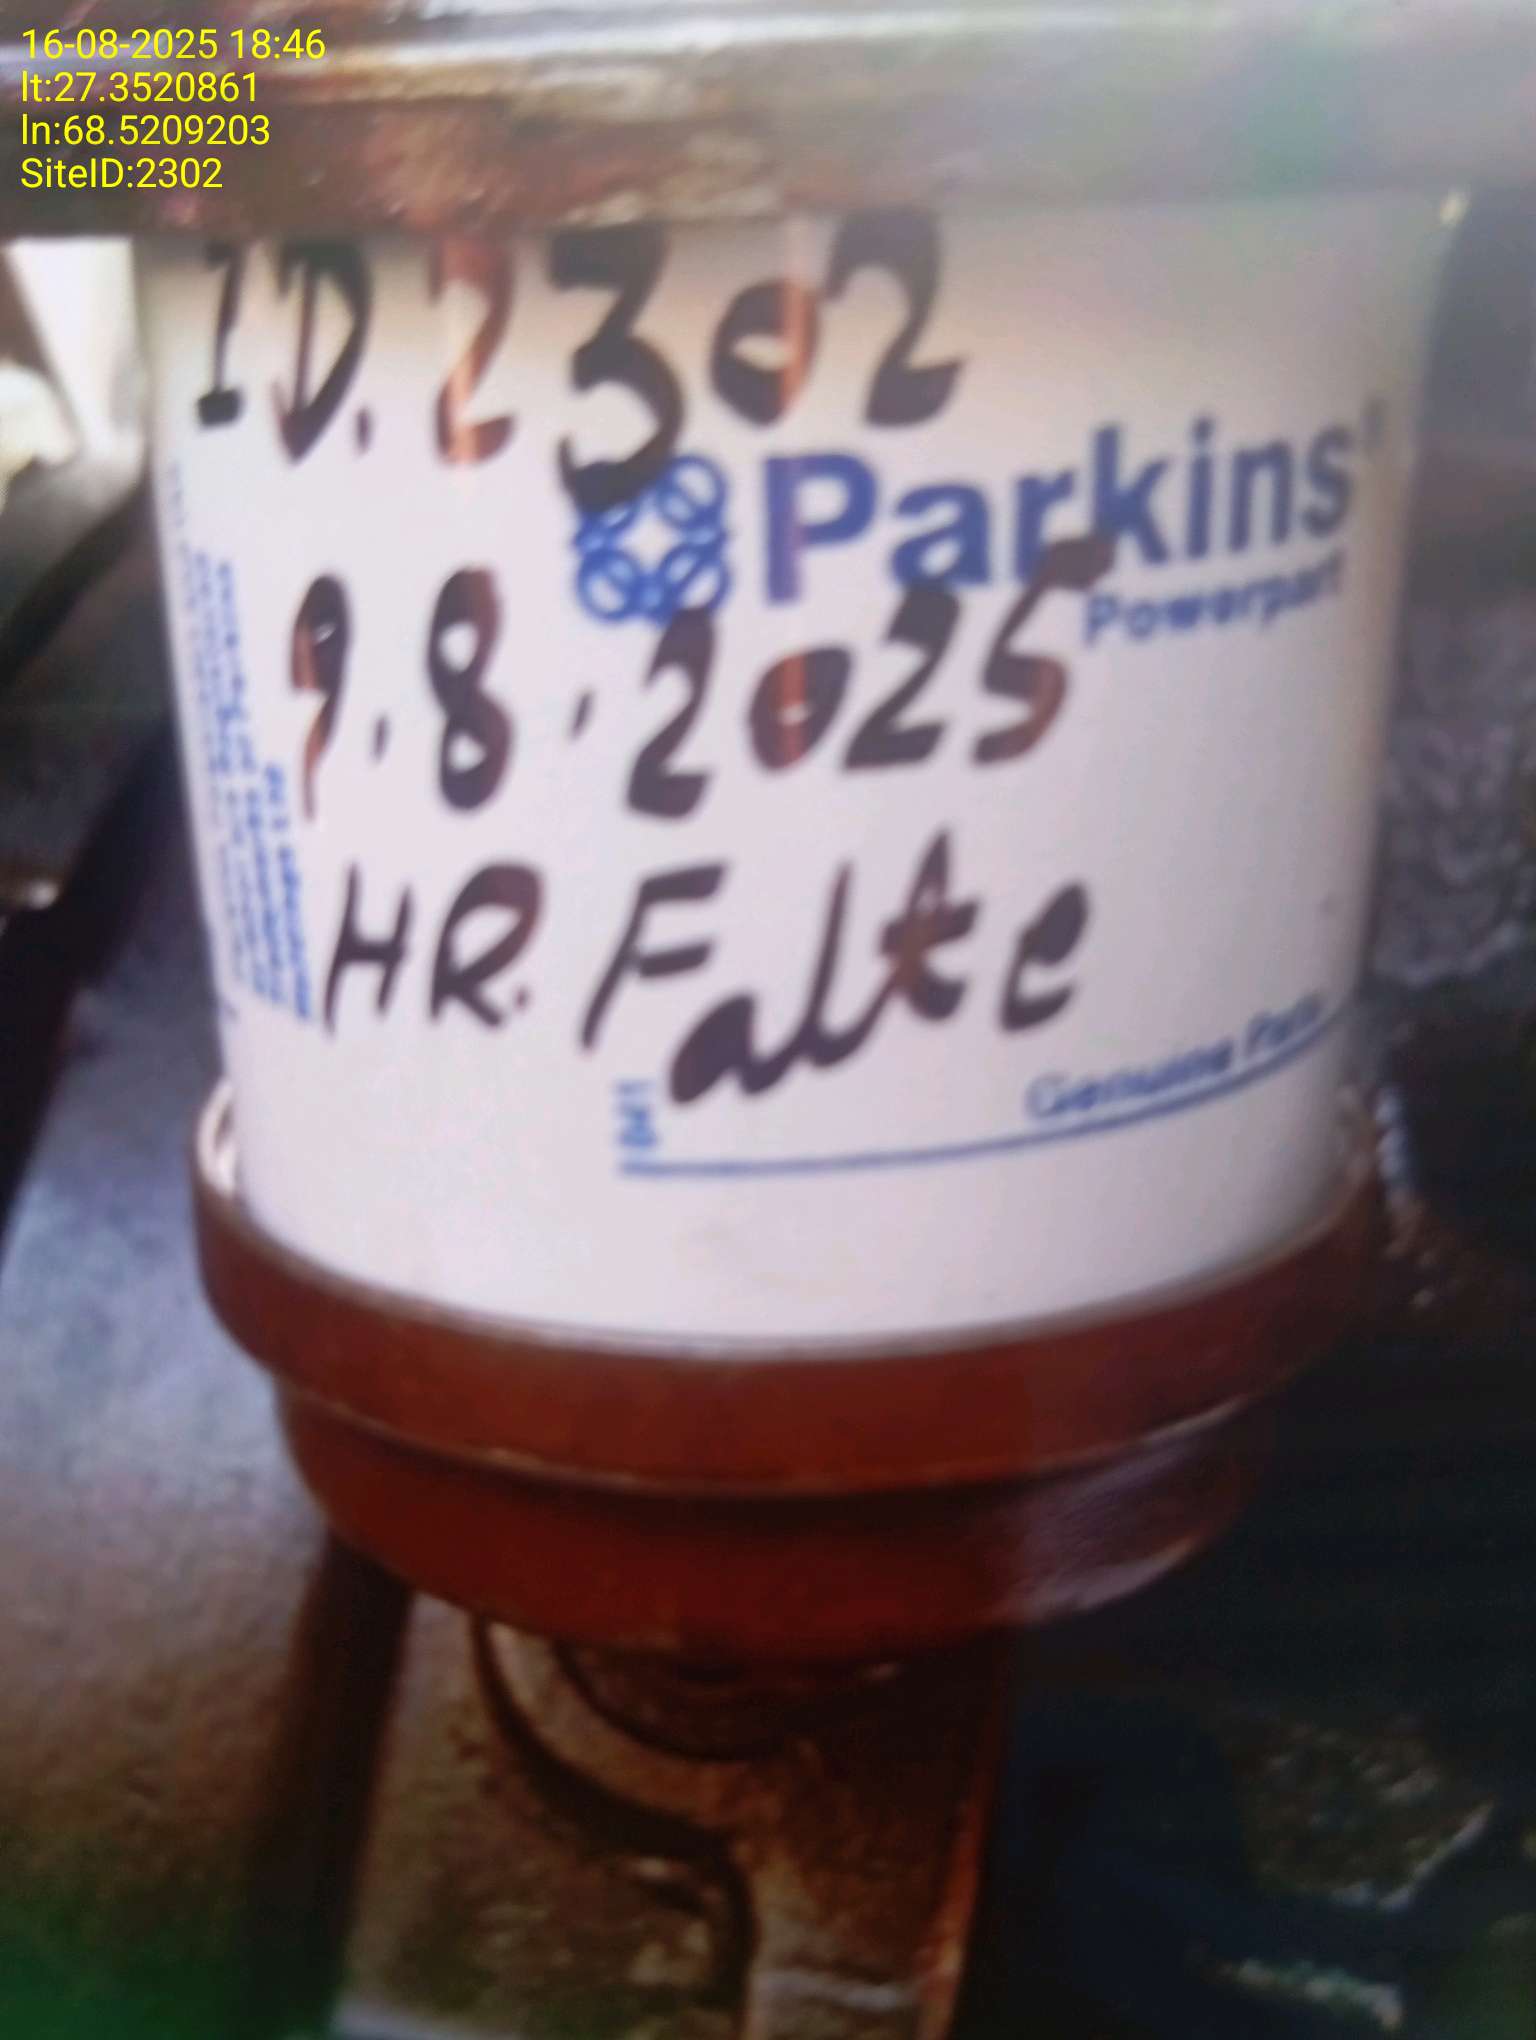 16-08-2025 18:46
lt:27.3520861
ln:68.5209203
SiteID:2302
ID. 2302
Parkins
Powerpart
9.8.2025
HR. Falte
Genuine Parts